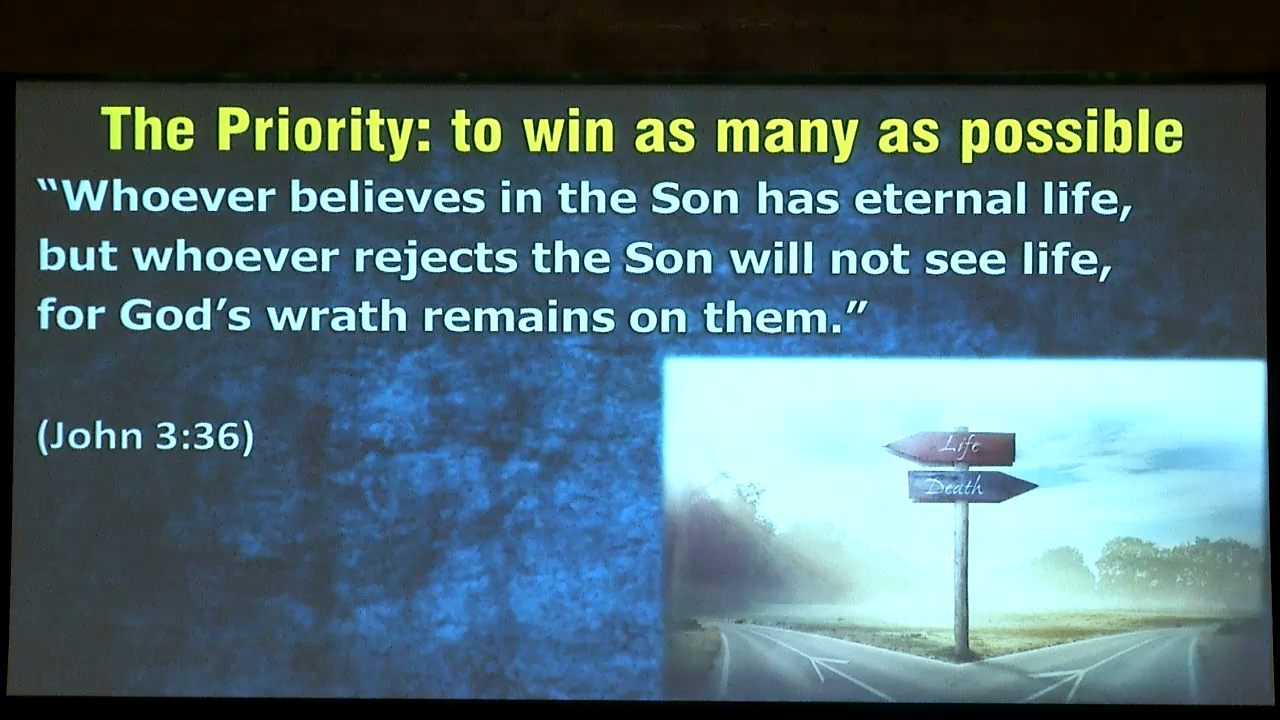 The Priority: to win as many as possible
“Whoever believes in the Son has eternal life,
but whoever rejects the Son will not see life,
for God’s wrath remains on them.”
(John 3:36)
Life
Death